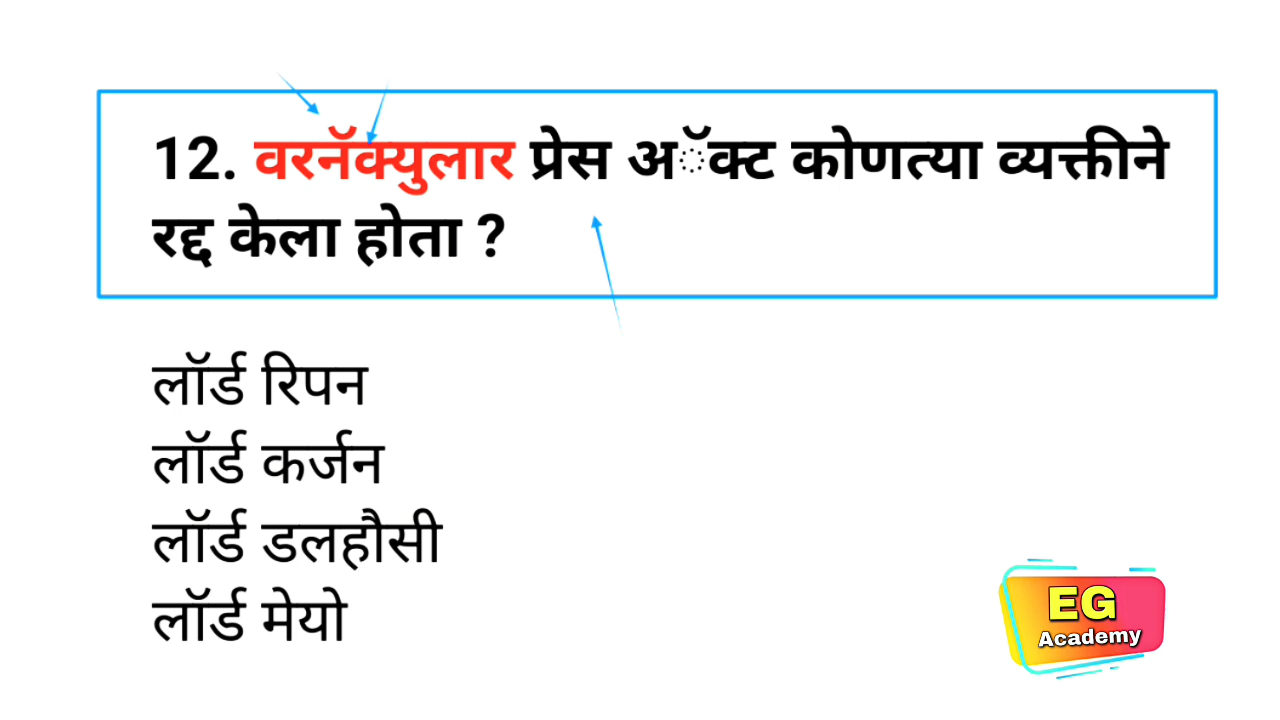 12. वरनॅक्युलार प्रेस अॅक्ट कोणत्या व्यक्तीने
रद्द केला होता ?
लॉर्ड रिपन
लॉर्ड कर्जन
लॉर्ड डलहौसी
लॉर्ड मेयो
EG
Academy